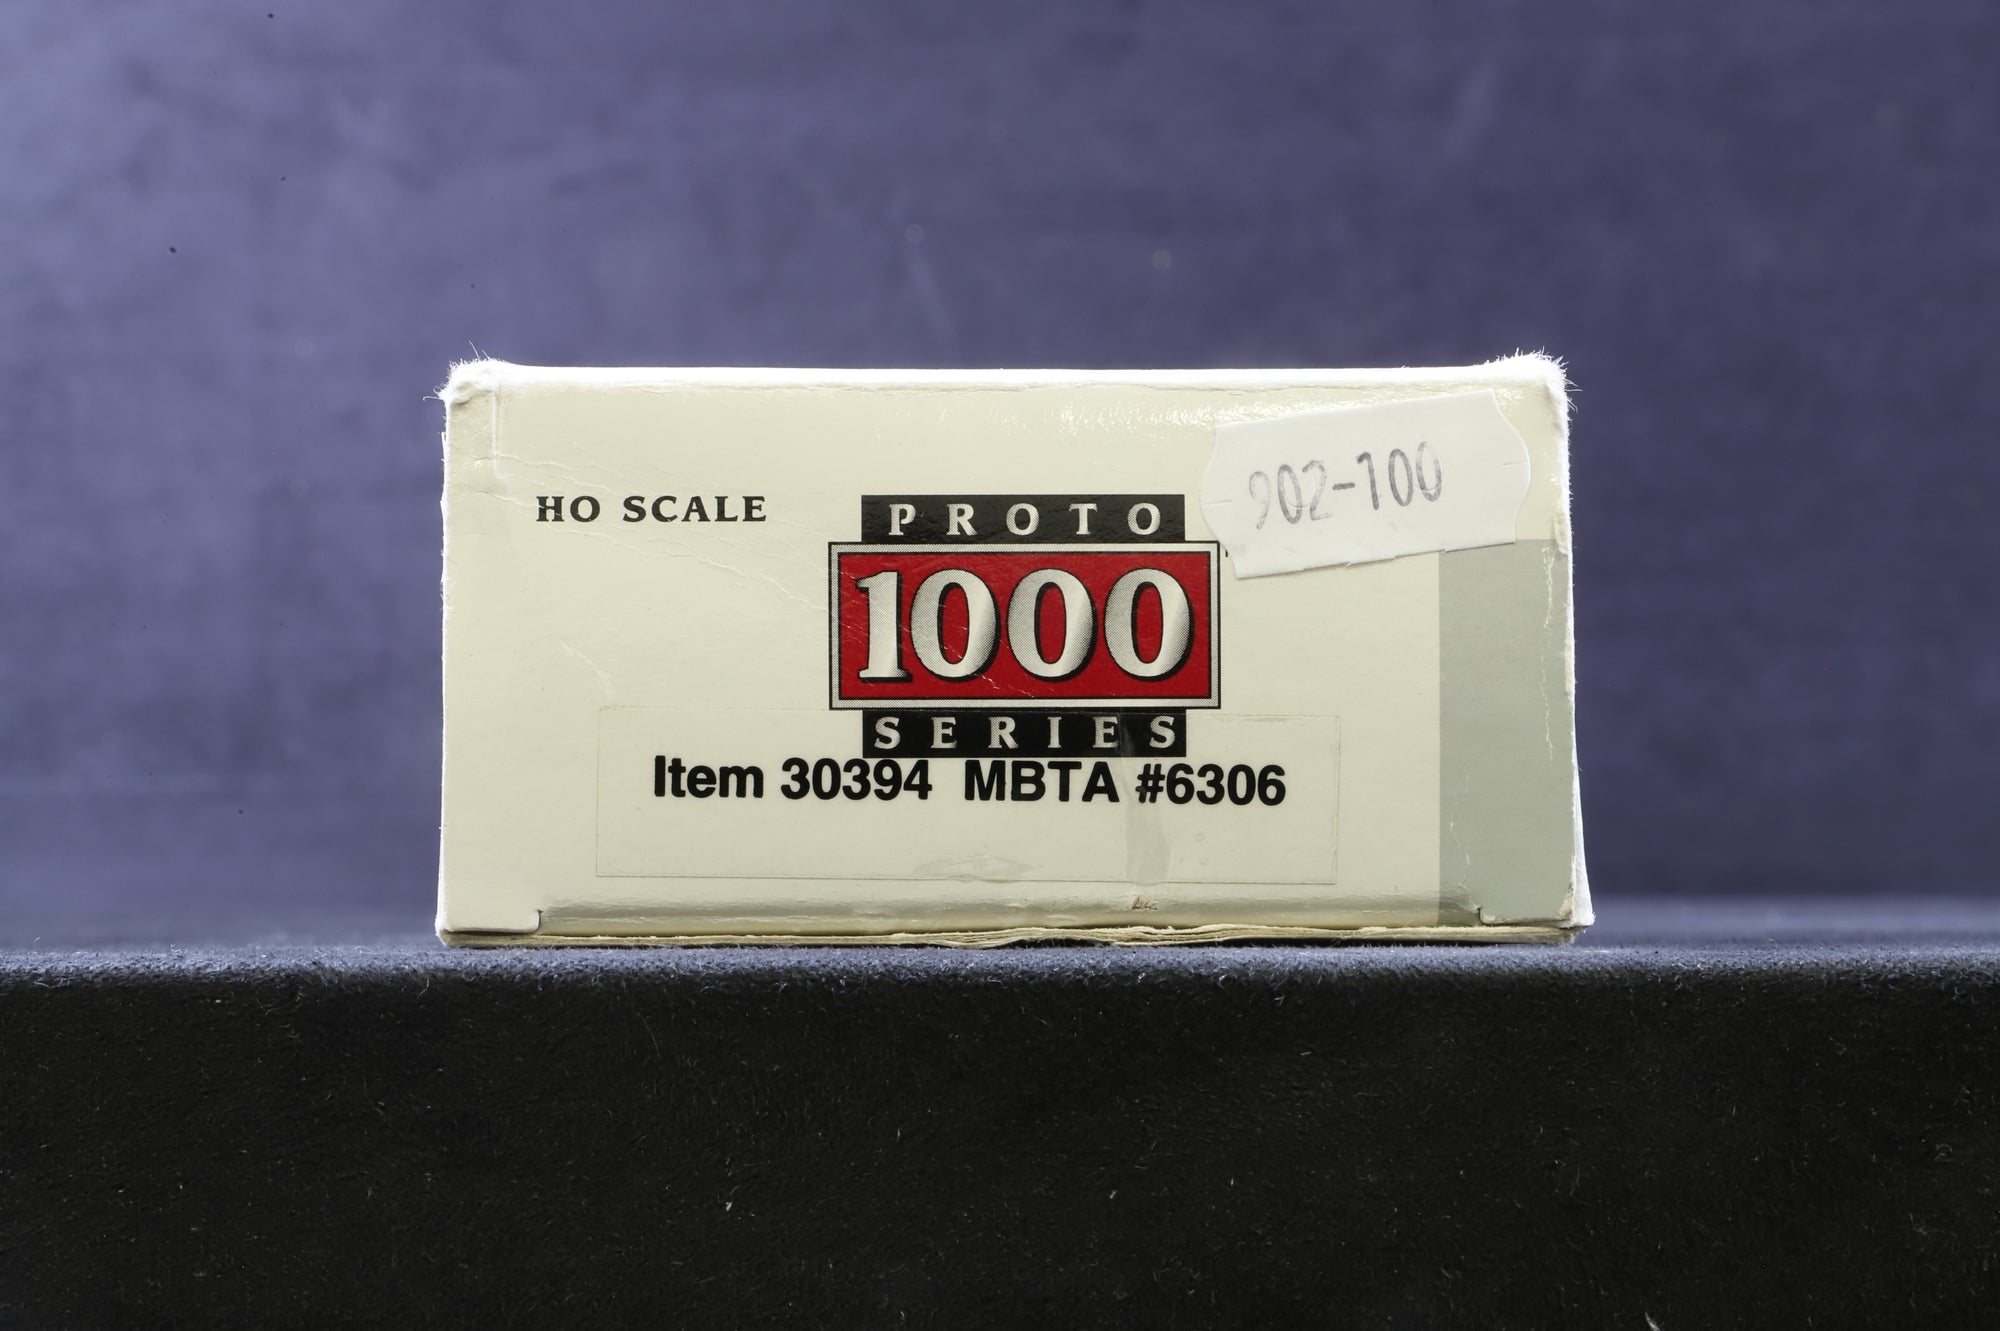 902-100
HO SCALE
PROTO
1000
SERIES
Item 30394 MBTA #6306